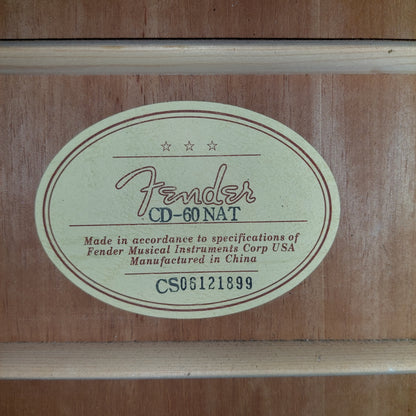 Fender
CD-60 NAT
Made in accordance to specifications of
Fender Musical Instruments Corp USA
Manufactured in China
CS06121899